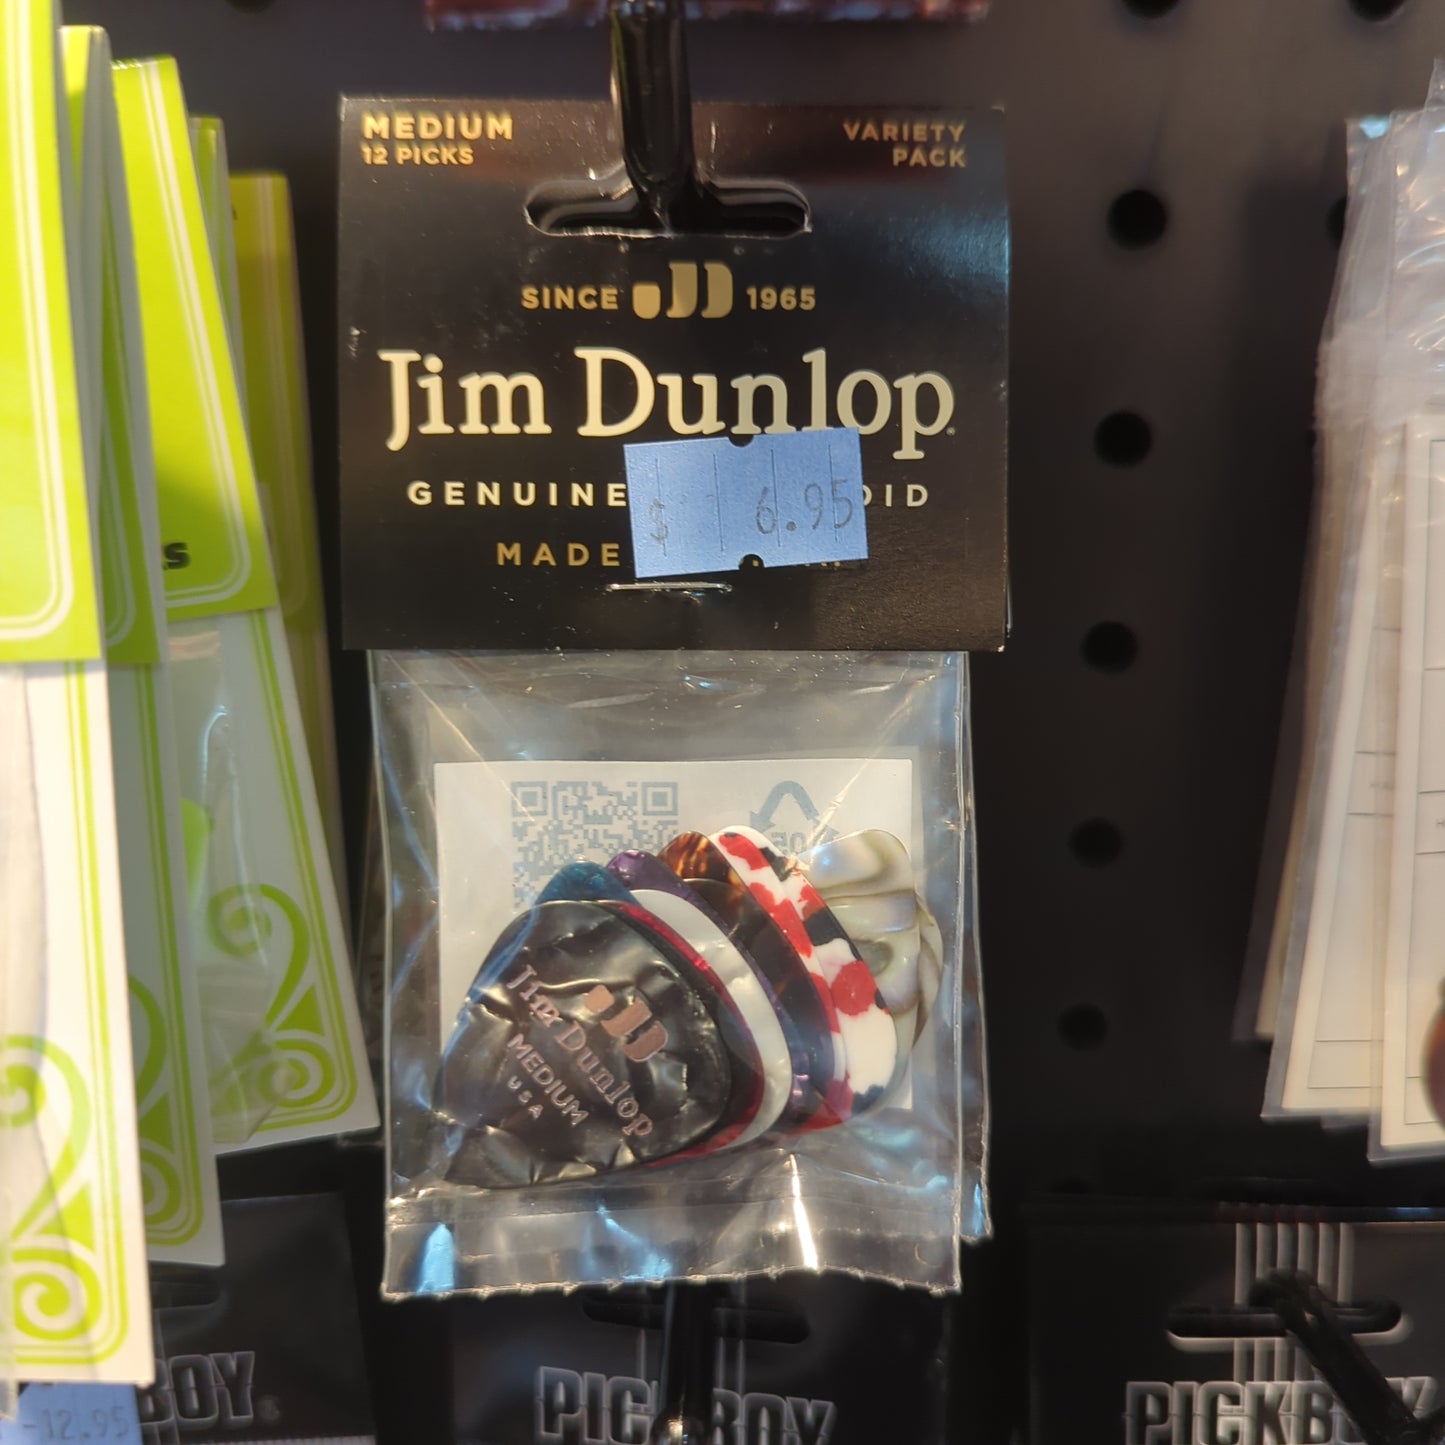 MEDIUM
12 PICKS
VARIETY
PACK
SINCE 1965
Jim Dunlop
GENUINE
$ 6.95
MADE
Jim Dunlop
MEDIUM
USA
PICKBOY
PICKBOY
-12.95